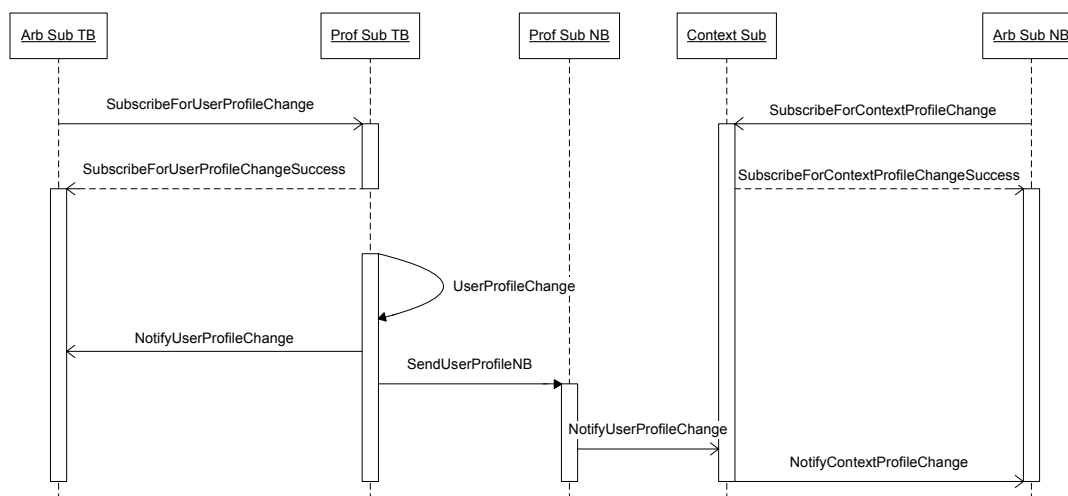 Arb Sub TB
Prof Sub TB
Prof Sub NB
Context Sub
Arb Sub NB
SubscribeForUserProfileChange
SubscribeForContextProfileChange
SubscribeForUserProfileChangeSuccess
SubscribeForContextProfileChangeSuccess
UserProfileChange
NotifyUserProfileChange
SendUserProfileNB
NotifyUserProfileChange
NotifyContextProfileChange